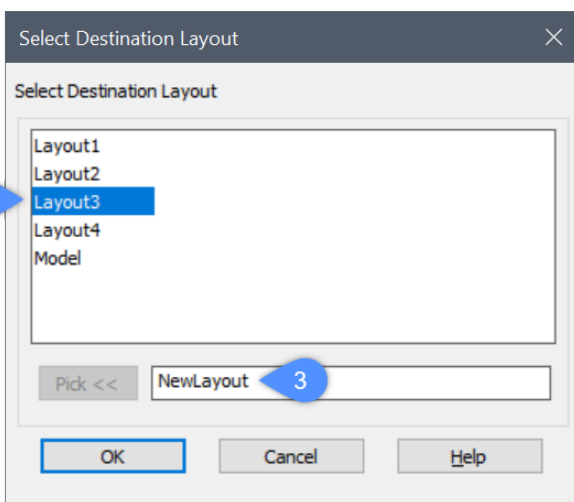 Select Destination Layout
Select Destination Layout
Layout1
Layout2
Layout3
Layout4
Model
Pick << NewLayout 3
OK Cancel Help